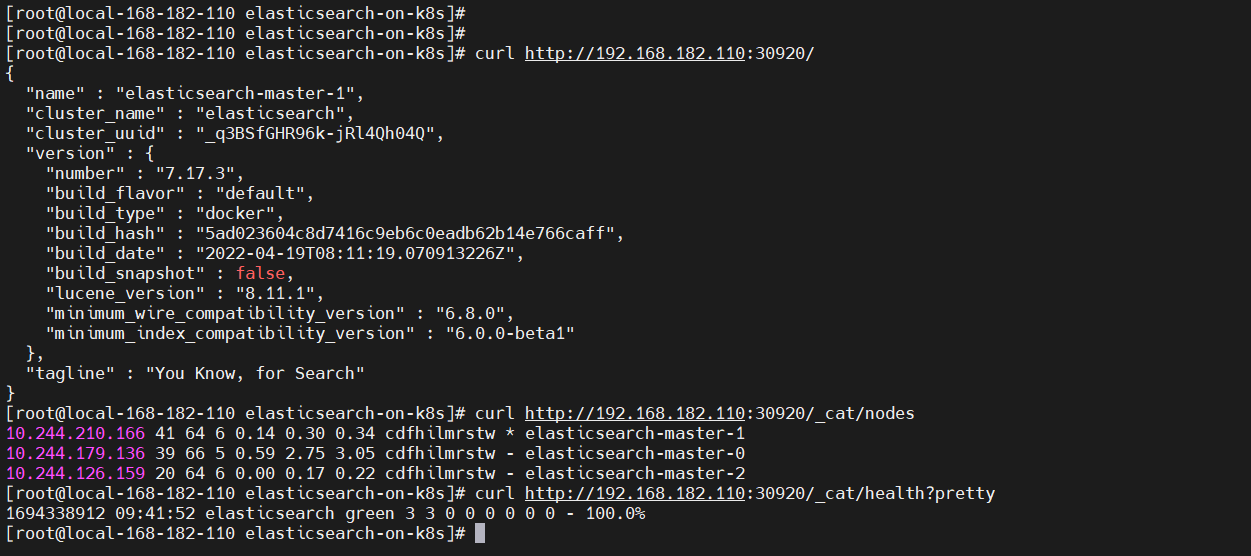 [root@local-168-182-110 elasticsearch-on-k8s]#
[root@local-168-182-110 elasticsearch-on-k8s]#
[root@local-168-182-110 elasticsearch-on-k8s]# curl http://192.168.182.110:30920/
{
  "name" : "elasticsearch-master-1",
  "cluster_name" : "elasticsearch",
  "cluster_uuid" : "_q3BSfGHR96k-jRl4Qh04Q",
  "version" : {
    "number" : "7.17.3",
    "build_flavor" : "default",
    "build_type" : "docker",
    "build_hash" : "5ad023604c8d7416c9eb6c0eadb62b14e766caff",
    "build_date" : "2022-04-19T08:11:19.070913226Z",
    "build_snapshot" : false,
    "lucene_version" : "8.11.1",
    "minimum_wire_compatibility_version" : "6.8.0",
    "minimum_index_compatibility_version" : "6.0.0-beta1"
  },
  "tagline" : "You Know, for Search"
}
[root@local-168-182-110 elasticsearch-on-k8s]# curl http://192.168.182.110:30920/_cat/nodes
10.244.210.166 41 64 6 0.14 0.30 0.34 cdfhilmrstw * elasticsearch-master-1
10.244.179.136 39 66 5 0.59 2.75 3.05 cdfhilmrstw - elasticsearch-master-0
10.244.126.159 20 64 6 0.00 0.17 0.22 cdfhilmrstw - elasticsearch-master-2
[root@local-168-182-110 elasticsearch-on-k8s]# curl http://192.168.182.110:30920/_cat/health?pretty
1694338912 09:41:52 elasticsearch green 3 3 0 0 0 0 0 0 - 100.0%
[root@local-168-182-110 elasticsearch-on-k8s]#